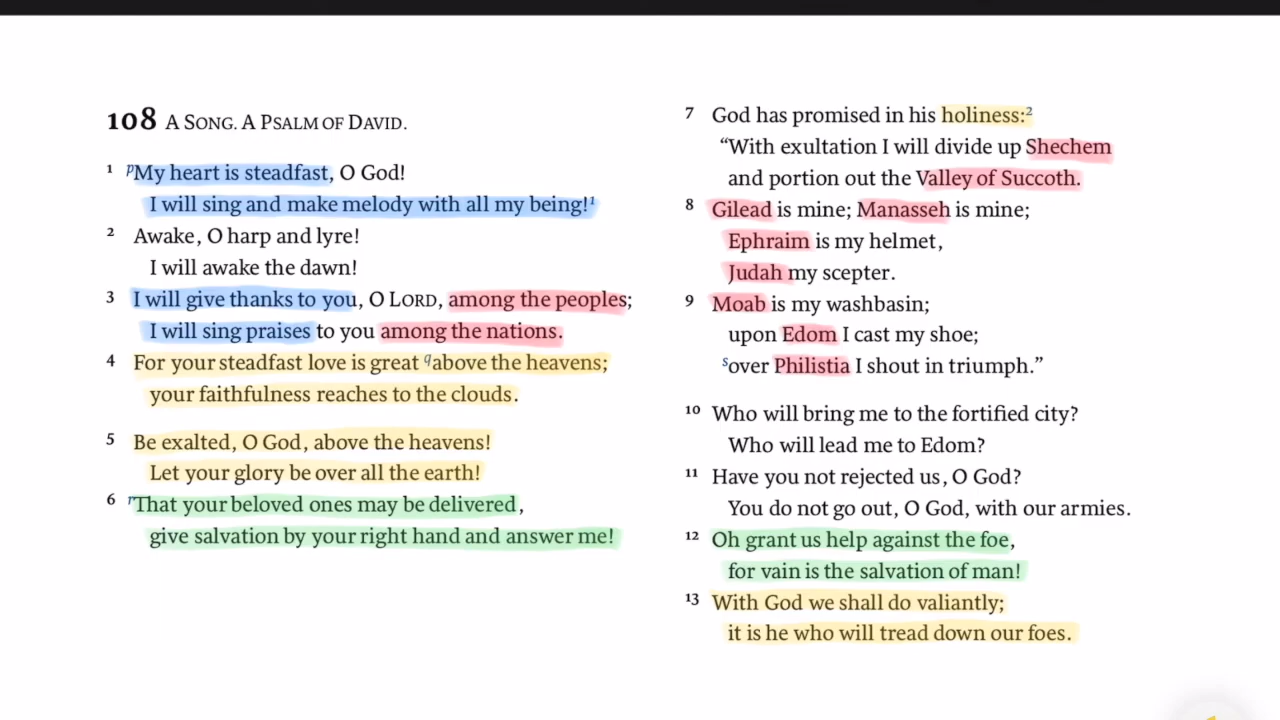 108 A SONG. A PSALM OF DAVID.
1 pMy heart is steadfast, O God!
I will sing and make melody with all my being!1
2 Awake, O harp and lyre!
I will awake the dawn!
3 I will give thanks to you, O LORD, among the peoples;
I will sing praises to you among the nations.
4 For your steadfast love is great qabove the heavens;
your faithfulness reaches to the clouds.
5 Be exalted, O God, above the heavens!
Let your glory be over all the earth!
6 rThat your beloved ones may be delivered,
give salvation by your right hand and answer me!
7 God has promised in his holiness:2
“With exultation I will divide up Shechem
and portion out the Valley of Succoth.
8 Gilead is mine; Manasseh is mine;
Ephraim is my helmet,
Judah my scepter.
9 Moab is my washbasin;
upon Edom I cast my shoe;
sover Philistia I shout in triumph.”
10 Who will bring me to the fortified city?
Who will lead me to Edom?
11 Have you not rejected us, O God?
You do not go out, O God, with our armies.
12 Oh grant us help against the foe,
for vain is the salvation of man!
13 With God we shall do valiantly;
it is he who will tread down our foes.